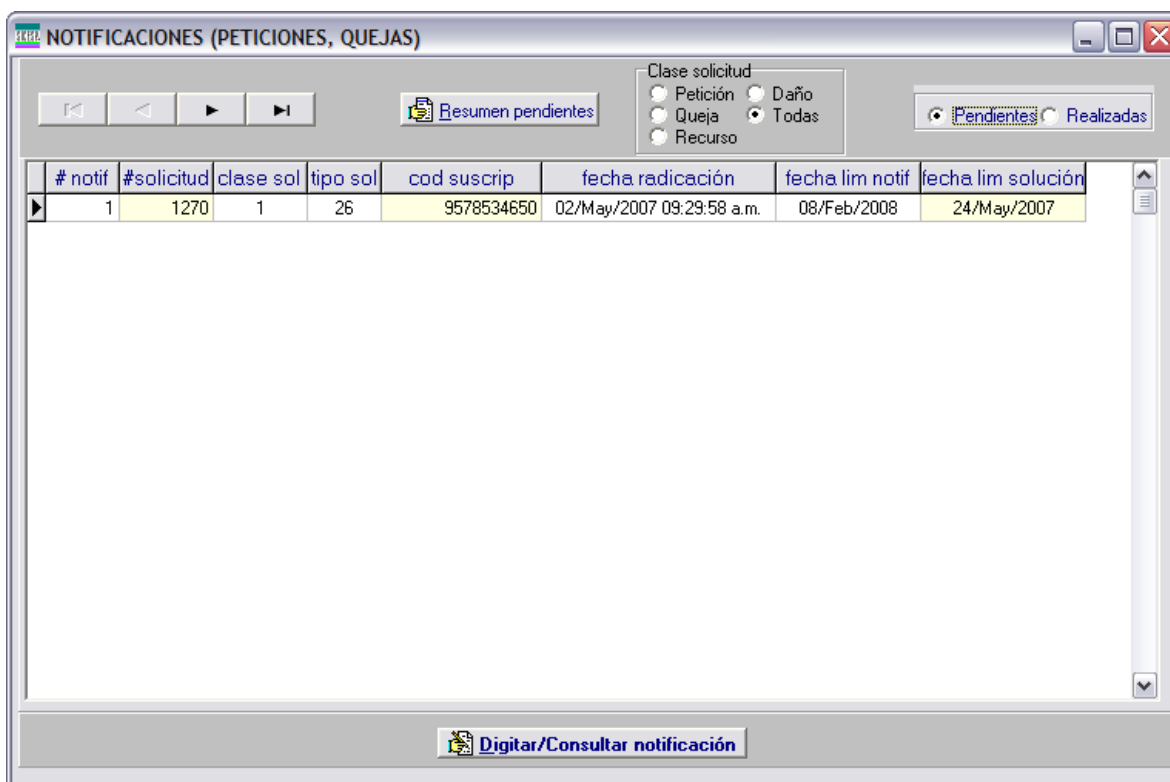 NOTIFICACIONES (PETICIONES, QUEJAS)
Clase solicitud
Petición Daño
Resumen pendientes Queja Todas Pendientes Realizadas
Recurso
# notif #solicitud clase sol tipo sol cod suscrip fecha radicación fecha lim notif fecha lim solución
1 1270 1 26 9578534650 02/May/2007 09:29:58 a.m. 08/Feb/2008 24/May/2007
Digitar/Consultar notificación